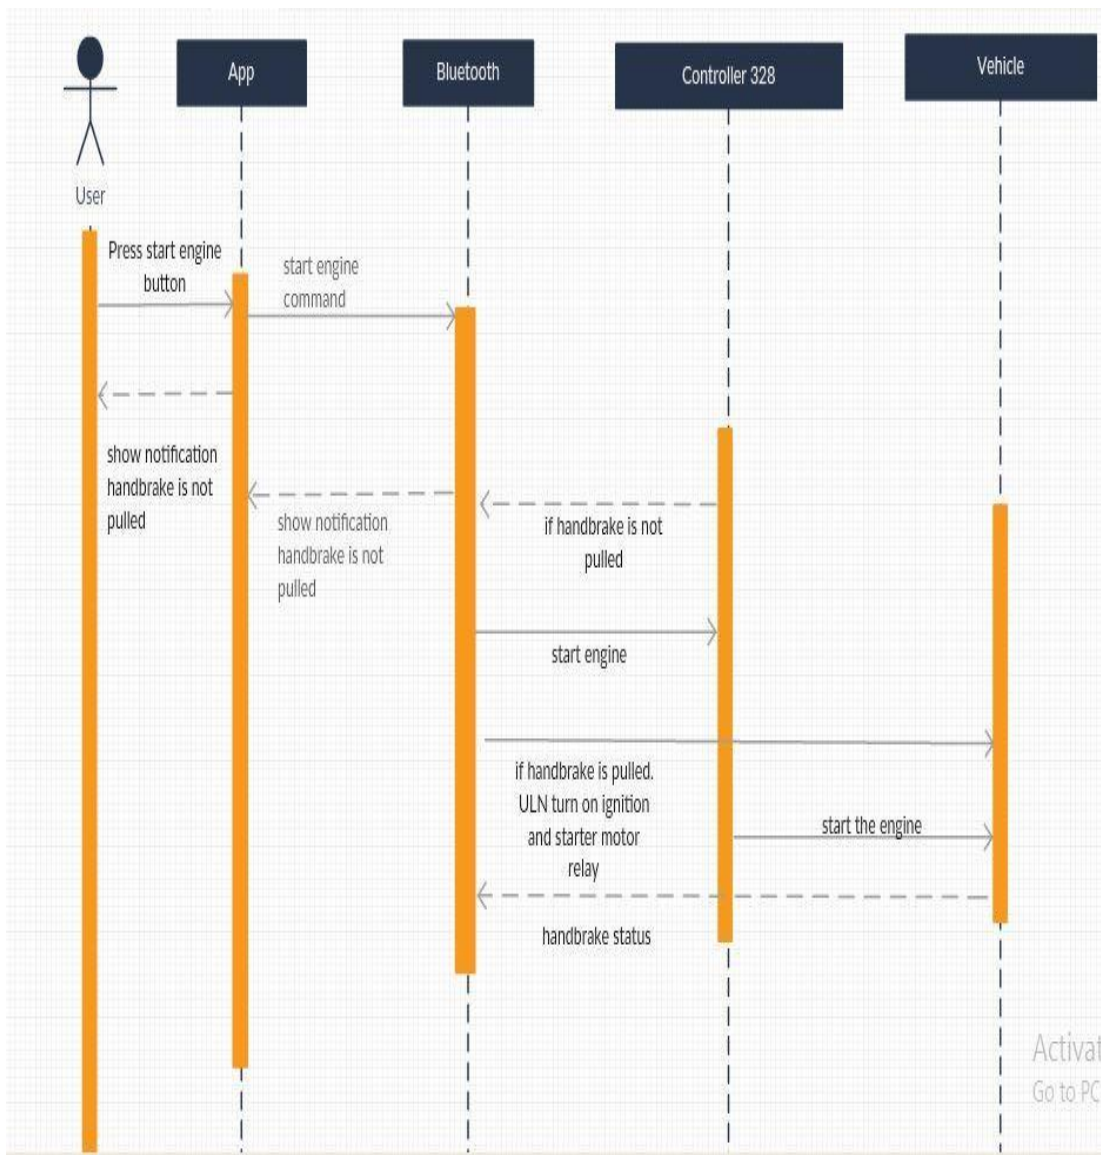 App
Bluetooth
Controller 328
Vehicle
User
Press start engine
button
start engine
command
show notification
handbrake is not
pulled
show notification
handbrake is not
pulled
if handbrake is not
pulled
start engine
if handbrake is pulled.
ULN turn on ignition
and starter motor
relay
start the engine
handbrake status
Activat
Go to PC